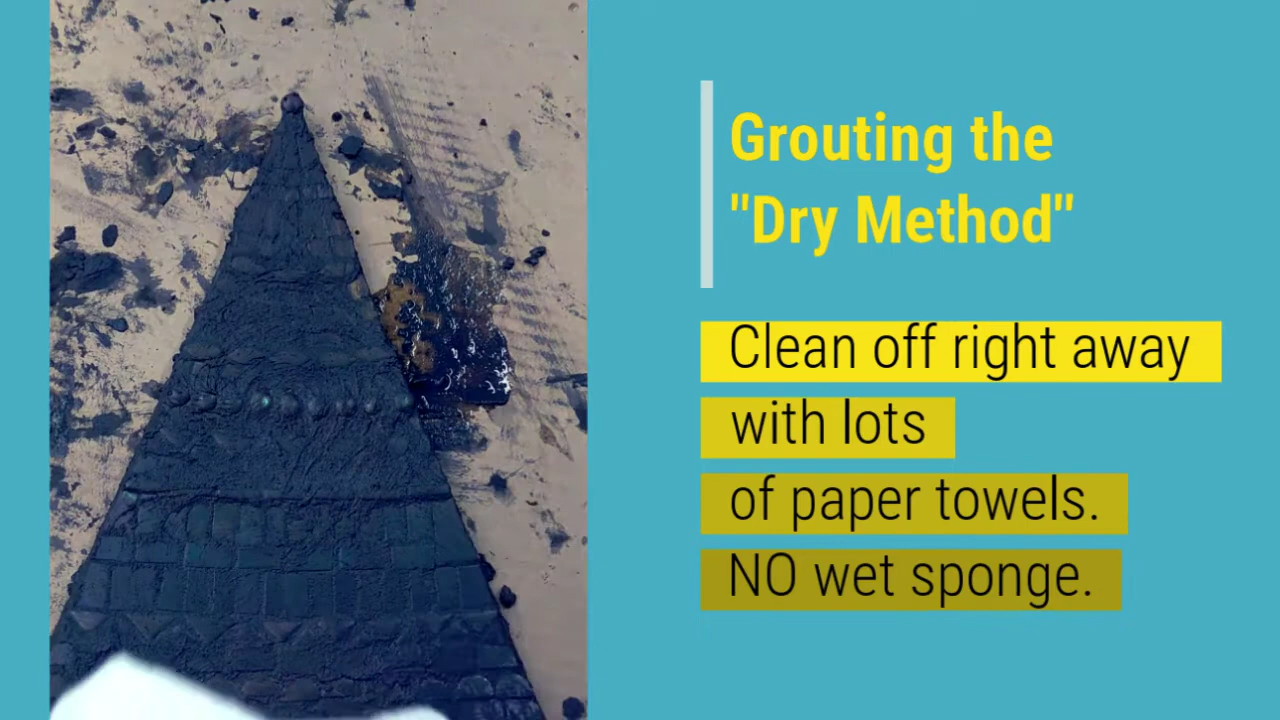 Grouting the
"Dry Method"
Clean off right away
with lots
of paper towels.
NO wet sponge.